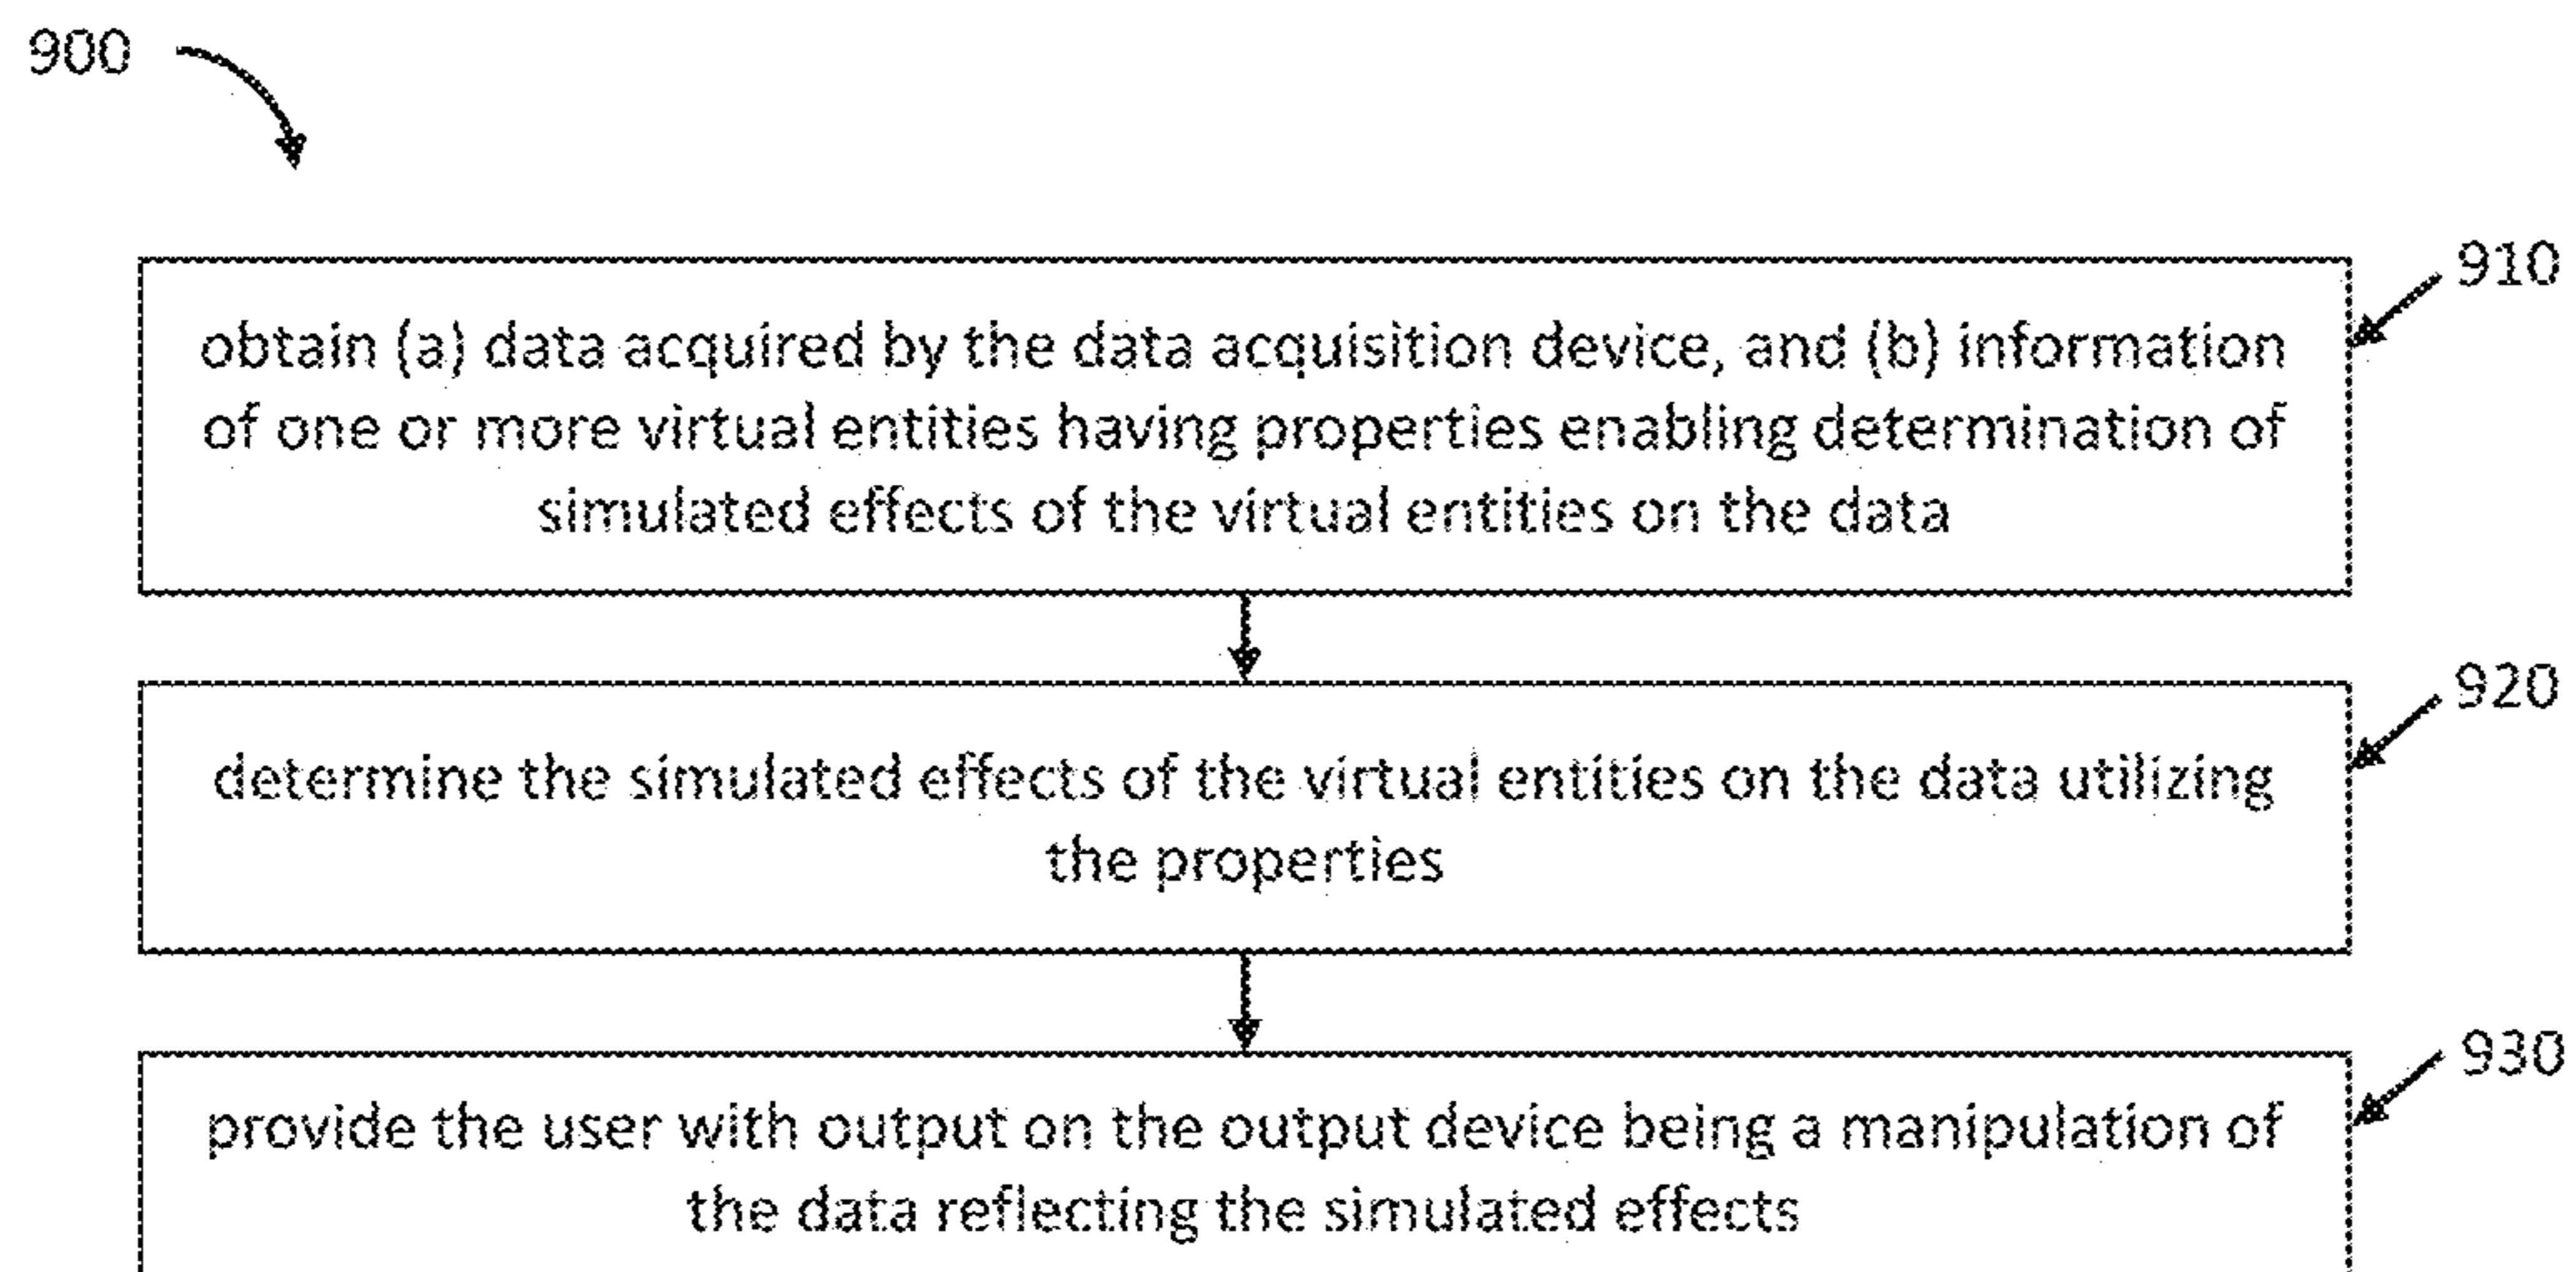 900
910
obtain (a) data acquired by the data acquisition device, and (b) information
of one or more virtual entities having properties enabling determination of
simulated effects of the virtual entities on the data
920
determine the simulated effects of the virtual entities on the data utilizing
the properties
930
provide the user with output on the output device being a manipulation of
the data reflecting the simulated effects